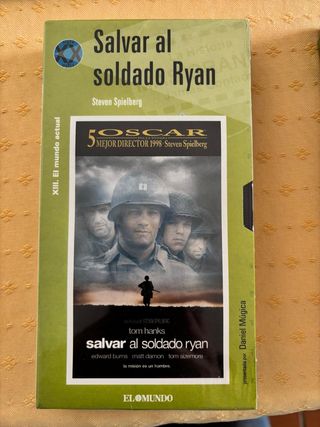 Salvar al
soldado Ryan
Steven Spielberg
XIII. El mundo actual
5 OSCAR
MEJOR DIRECTOR 1998 - Steven Spielberg
tom hanks
salvar al soldado ryan
edward burns matt damon tom sizemore
la misión es un hombre.
presentada por Daniel Múgica
EL MUNDO